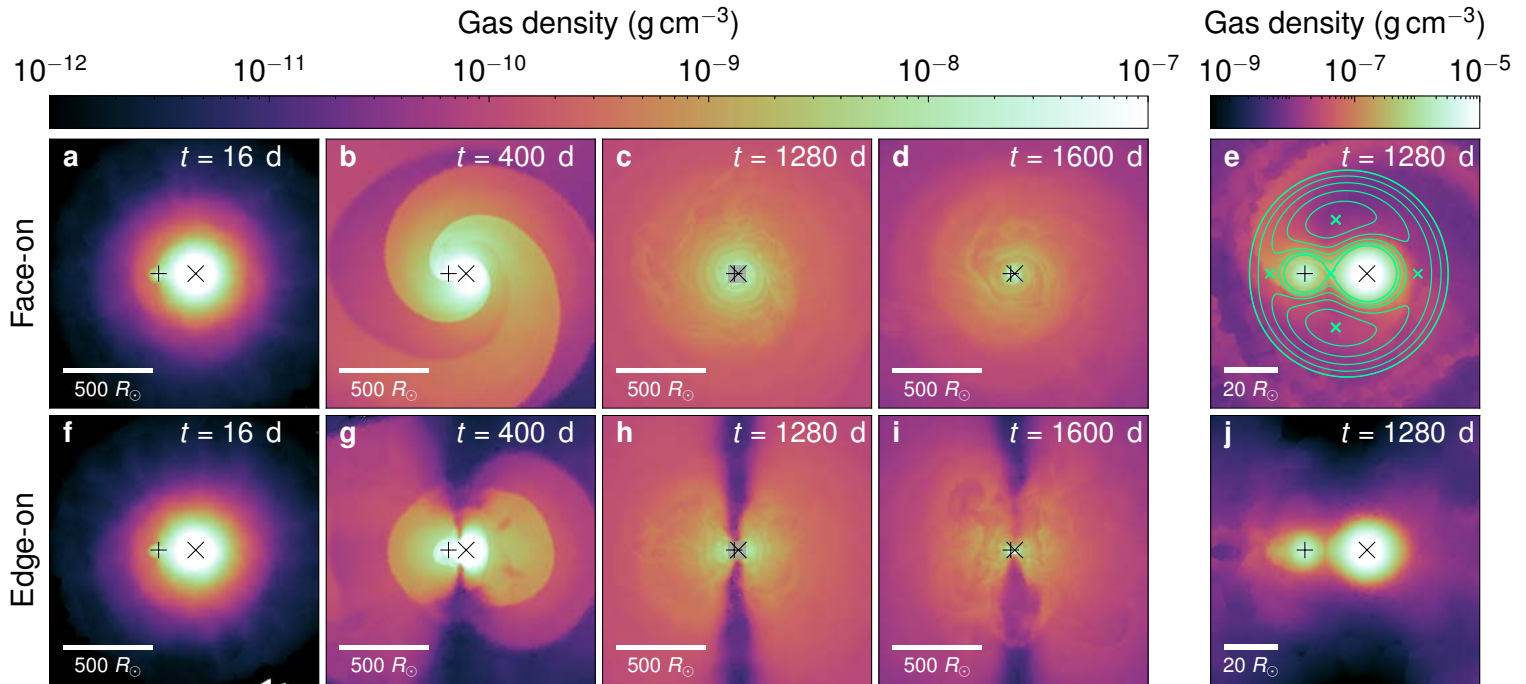 Gas density (g cm⁻³)
Gas density (g cm⁻³)
10⁻¹² 10⁻¹¹ 10⁻¹⁰ 10⁻⁹ 10⁻⁸ 10⁻⁷
10⁻⁹ 10⁻⁷ 10⁻⁵
Face-on
a t = 16 d
500 R☉
b t = 400 d
500 R☉
c t = 1280 d
500 R☉
d t = 1600 d
500 R☉
e t = 1280 d
20 R☉
Edge-on
f t = 16 d
500 R☉
g t = 400 d
500 R☉
h t = 1280 d
500 R☉
i t = 1600 d
500 R☉
j t = 1280 d
20 R☉